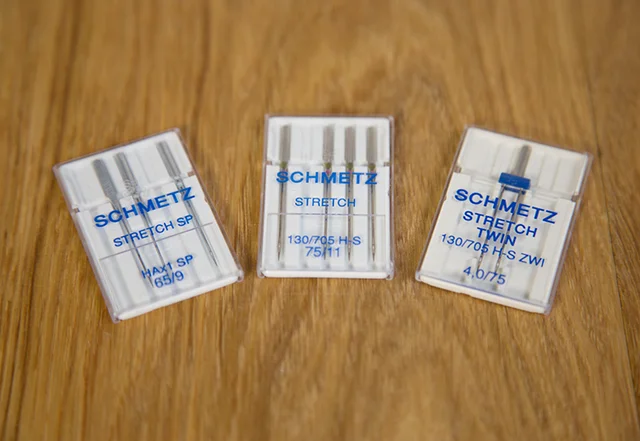 SCHMETZ
STRETCH SP
HAx1 SP
65/9
SCHMETZ
STRETCH
130/705 H-S
75/11
SCHMETZ
STRETCH
TWIN
130/705 H-S ZWI
4,0/75